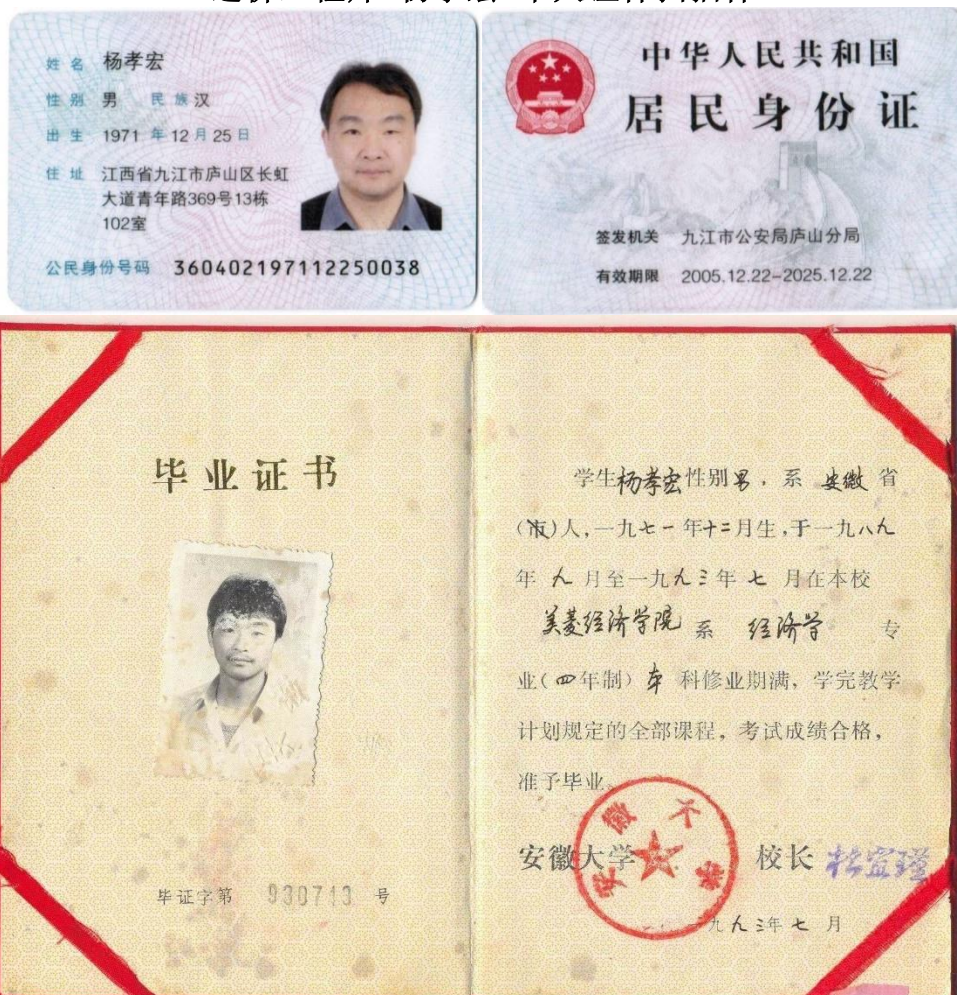 姓名 杨孝宏
性别 男 民族 汉
出生 1971 年 12 月 25 日
住址 江西省九江市庐山区长虹
大道青年路369号13栋
102室
公民身份号码 360402197112250038
中华人民共和国
居民身份证
签发机关 九江市公安局庐山分局
有效期限 2005.12.22-2025.12.22
毕业证书
毕证字第 930713 号
学生杨孝宏性别男,系 安徽 省
(市)人,一九七一年十二月生,于一九八九
年 九 月至一九九三年 七 月在本校
美菱经济学院 系 经济学 专
业(四年制)本 科修业期满,学完教学
计划规定的全部课程,考试成绩合格,
准予毕业。
安徽大学 校长 杜宜瑾
安徽大学
一九九三年七月